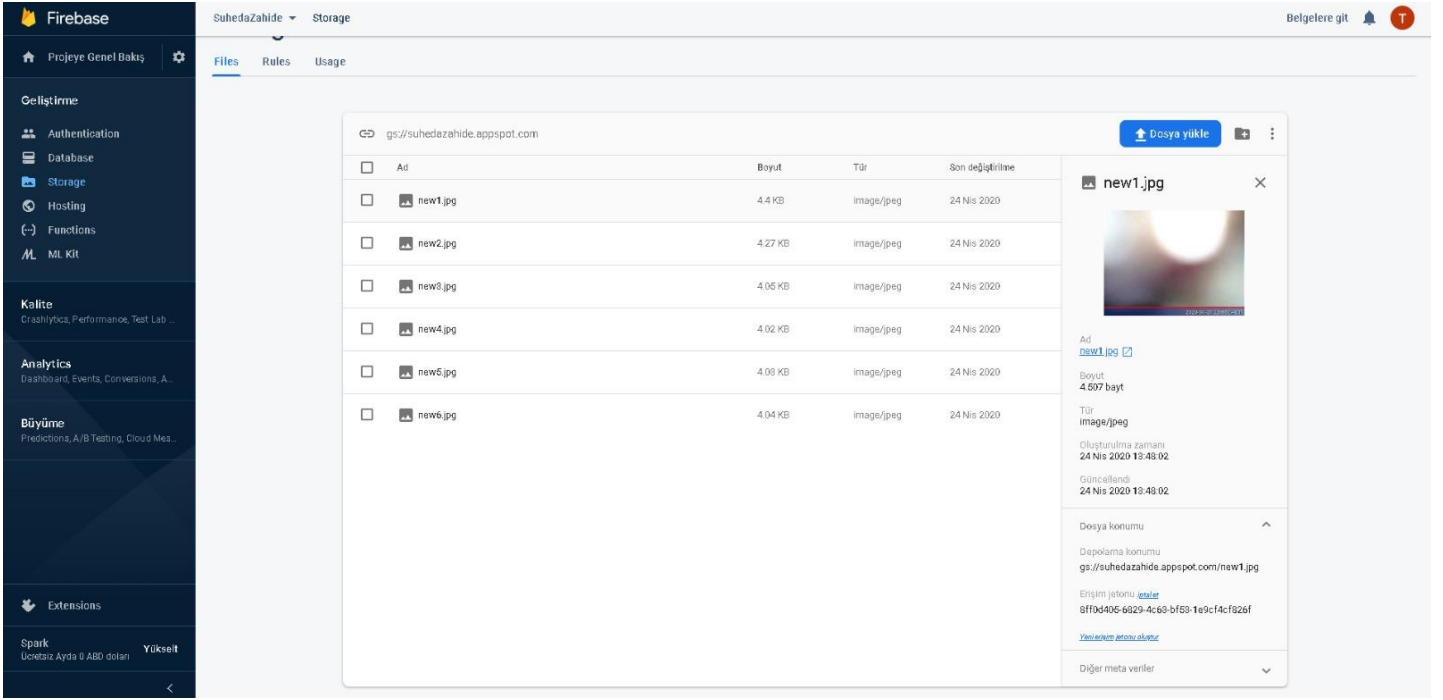 Firebase
SuhedaZahide Storage
Belgelere git
T
Projeye Genel Bakış
Files Rules Usage
Geliştirme
Authentication
Database
Storage
Hosting
Functions
ML Kit
Kalite
Crashlytics, Performance, Test Lab ...
Analytics
Dashboard, Events, Conversions, A...
Büyüme
Predictions, A/B Testing, Cloud Mes...
Extensions
Spark
Ücretsiz Ayda 0 ABD doları
Yükselt
gs://suhedazahide.appspot.com
Dosya yükle
Ad Boyut Tür Son değiştirilme
new1.jpg 4.4 KB image/jpeg 24 Nis 2020
new2.jpg 4.27 KB image/jpeg 24 Nis 2020
new3.jpg 4.05 KB image/jpeg 24 Nis 2020
new4.jpg 4.02 KB image/jpeg 24 Nis 2020
new5.jpg 4.03 KB image/jpeg 24 Nis 2020
new6.jpg 4.04 KB image/jpeg 24 Nis 2020
new1.jpg
Ad
new1.jpg
Boyut
4.507 bayt
Tür
image/jpeg
Oluşturulma zamanı
24 Nis 2020 13:48:02
Güncellendi
24 Nis 2020 13:48:02
Dosya konumu
Depolama konumu
gs://suhedazahide.appspot.com/new1.jpg
Erişim jetonu iptal et
8ff0d405-6829-4c63-bf53-1e9cf4cf826f
Yeni erişim jetonu oluştur
Diğer meta veriler